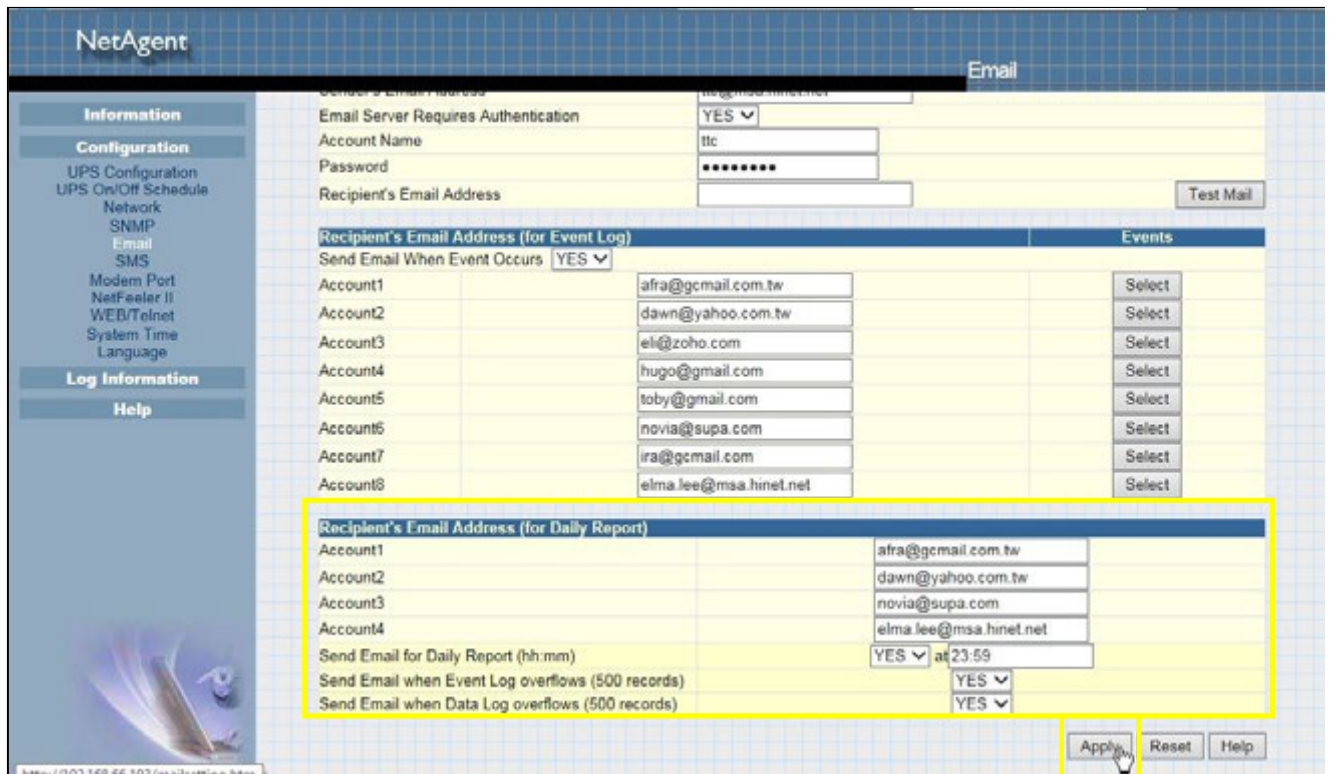 NetAgent
Email
Information
Configuration
UPS Configuration
UPS On/Off Schedule
Network
SNMP
Email
SMS
Modem Port
NetFeeler II
WEB/Telnet
System Time
Language
Log Information
Help
Sender's Email Address ttc@msa.hinet.net
Email Server Requires Authentication YES
Account Name ttc
Password ••••••••
Recipient's Email Address Test Mail
Recipient's Email Address (for Event Log) Events
Send Email When Event Occurs YES
Account1 afra@gcmail.com.tw Select
Account2 dawn@yahoo.com.tw Select
Account3 eli@zoho.com Select
Account4 hugo@gmail.com Select
Account5 toby@gmail.com Select
Account6 novia@supa.com Select
Account7 ira@gcmail.com Select
Account8 elma.lee@msa.hinet.net Select
Recipient's Email Address (for Daily Report)
Account1 afra@gcmail.com.tw
Account2 dawn@yahoo.com.tw
Account3 novia@supa.com
Account4 elma.lee@msa.hinet.net
Send Email for Daily Report (hh:mm) YES at 23:59
Send Email when Event Log overflows (500 records) YES
Send Email when Data Log overflows (500 records) YES
Apply Reset Help